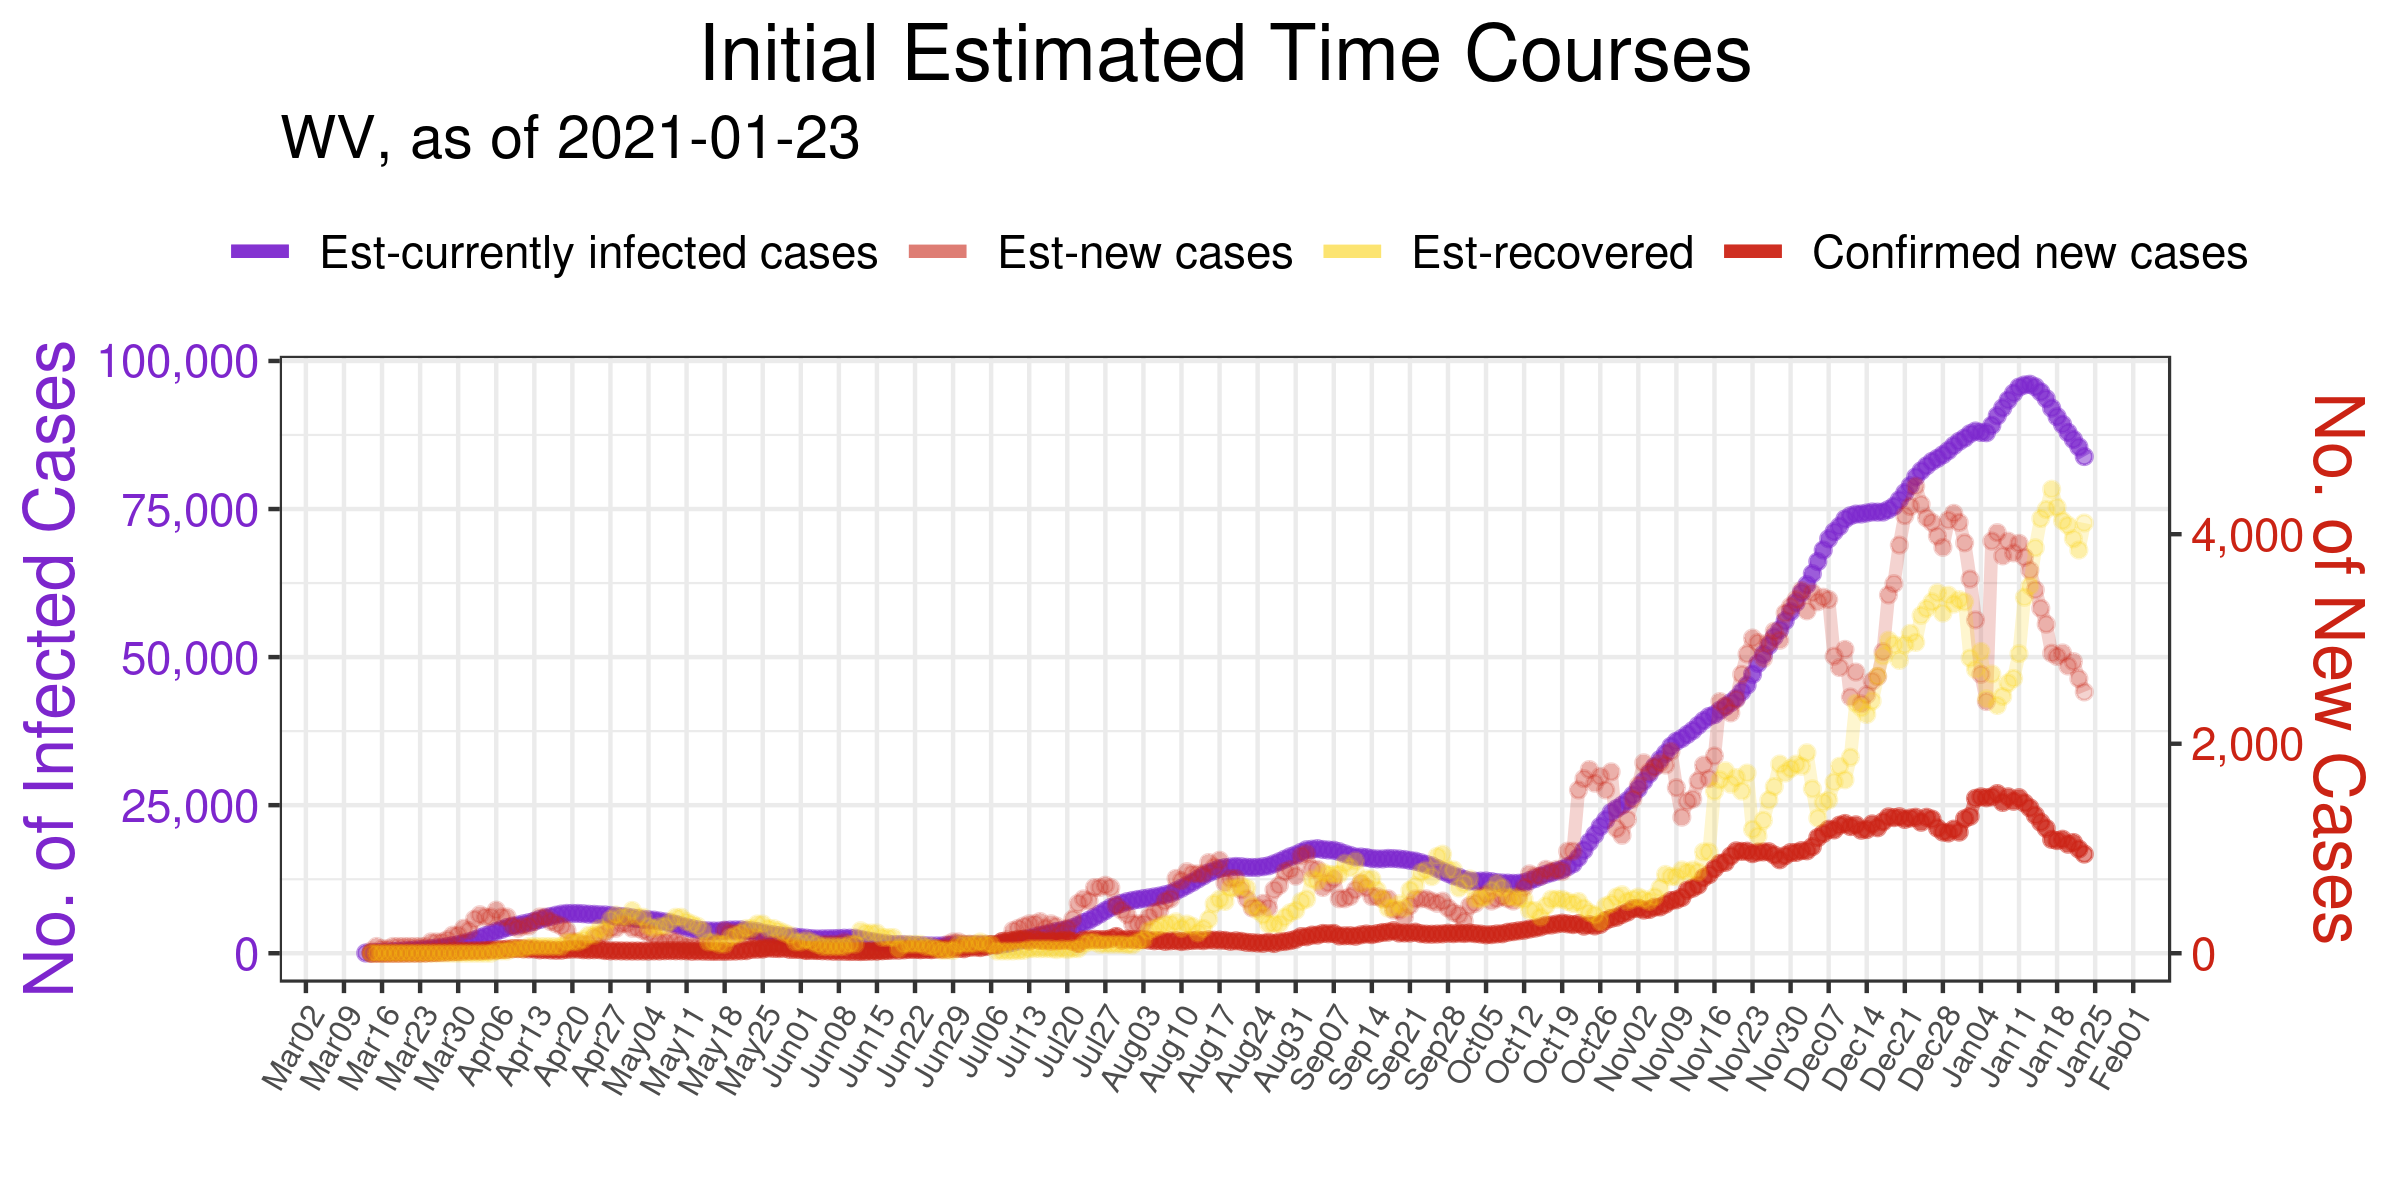 Initial Estimated Time Courses
WV, as of 2021-01-23
Est-currently infected cases Est-new cases Est-recovered Confirmed new cases
No. of Infected Cases
100,000
75,000
50,000
25,000
0
4,000
2,000
0
No. of New Cases
Mar02 Mar09 Mar16 Mar23 Mar30 Apr06 Apr13 Apr20 Apr27 May04 May11 May18 May25 Jun01 Jun08 Jun15 Jun22 Jun29 Jul06 Jul13 Jul20 Jul27 Aug03 Aug10 Aug17 Aug24 Aug31 Sep07 Sep14 Sep21 Sep28 Oct05 Oct12 Oct19 Oct26 Nov02 Nov09 Nov16 Nov23 Nov30 Dec07 Dec14 Dec21 Dec28 Jan04 Jan11 Jan18 Jan25 Feb01